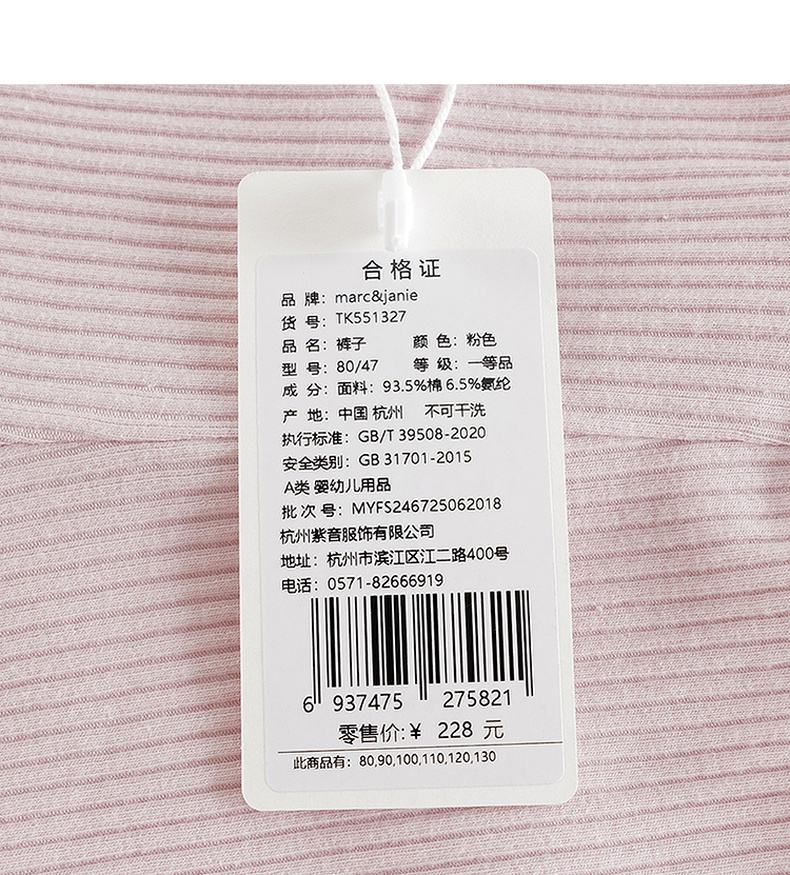 合格证
品 牌：marc&janie
货 号：TK551327
品 名：裤子 颜 色：粉色
型 号：80/47 等 级：一等品
成 分：面料：93.5%棉 6.5%氨纶
产 地：中国 杭州 不可干洗
执行标准：GB/T 39508-2020
安全类别：GB 31701-2015
A类 婴幼儿用品
批 次 号：MYFS246725062018
杭州紫音服饰有限公司
地址：杭州市滨江区江二路400号
电话：0571-82666919
6 937475 275821
零售价:¥ 228 元
此商品有：80,90,100,110,120,130